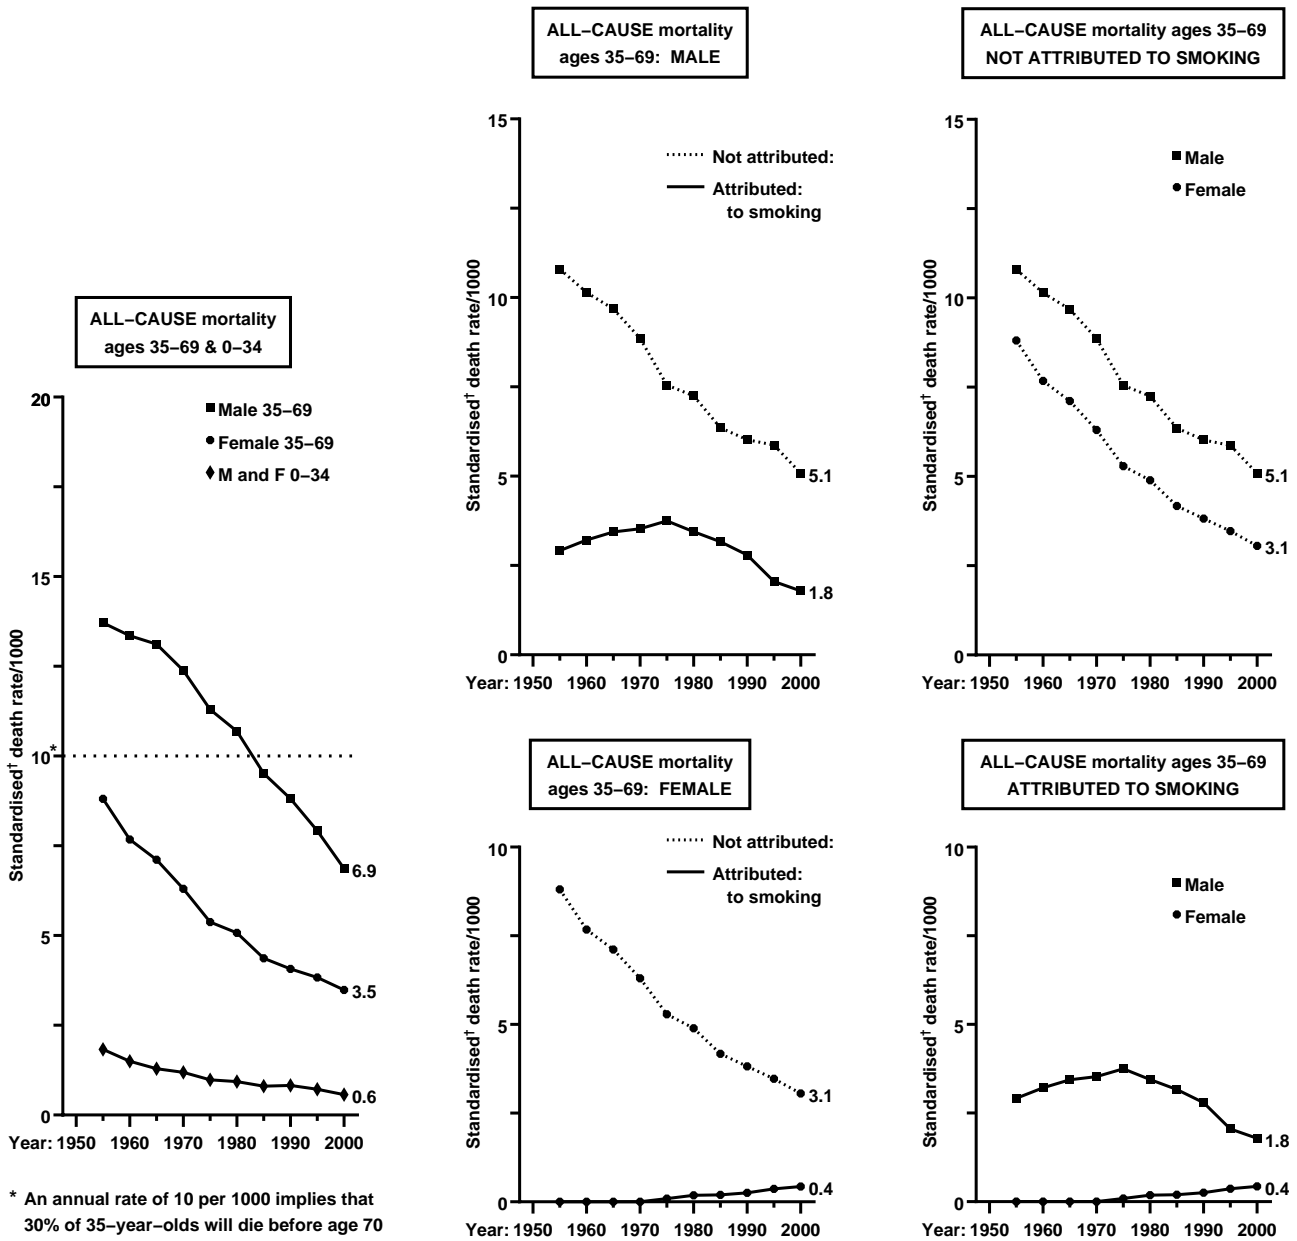 ALL−CAUSE mortality
ages 35−69 & 0−34
20
15
10*
5
0
Standardised† death rate/1000
Male 35−69
Female 35−69
M and F 0−34
6.9
3.5
0.6
Year: 1950 1960 1970 1980 1990 2000
* An annual rate of 10 per 1000 implies that
30% of 35−year−olds will die before age 70
ALL−CAUSE mortality
ages 35−69: MALE
15
10
5
0
Standardised† death rate/1000
Not attributed:
Attributed:
to smoking
5.1
1.8
Year: 1950 1960 1970 1980 1990 2000
ALL−CAUSE mortality ages 35−69
NOT ATTRIBUTED TO SMOKING
15
10
5
0
Standardised† death rate/1000
Male
Female
5.1
3.1
Year: 1950 1960 1970 1980 1990 2000
ALL−CAUSE mortality
ages 35−69: FEMALE
10
5
0
Standardised† death rate/1000
Not attributed:
Attributed:
to smoking
3.1
0.4
Year: 1950 1960 1970 1980 1990 2000
ALL−CAUSE mortality ages 35−69
ATTRIBUTED TO SMOKING
10
5
0
Standardised† death rate/1000
Male
Female
1.8
0.4
Year: 1950 1960 1970 1980 1990 2000